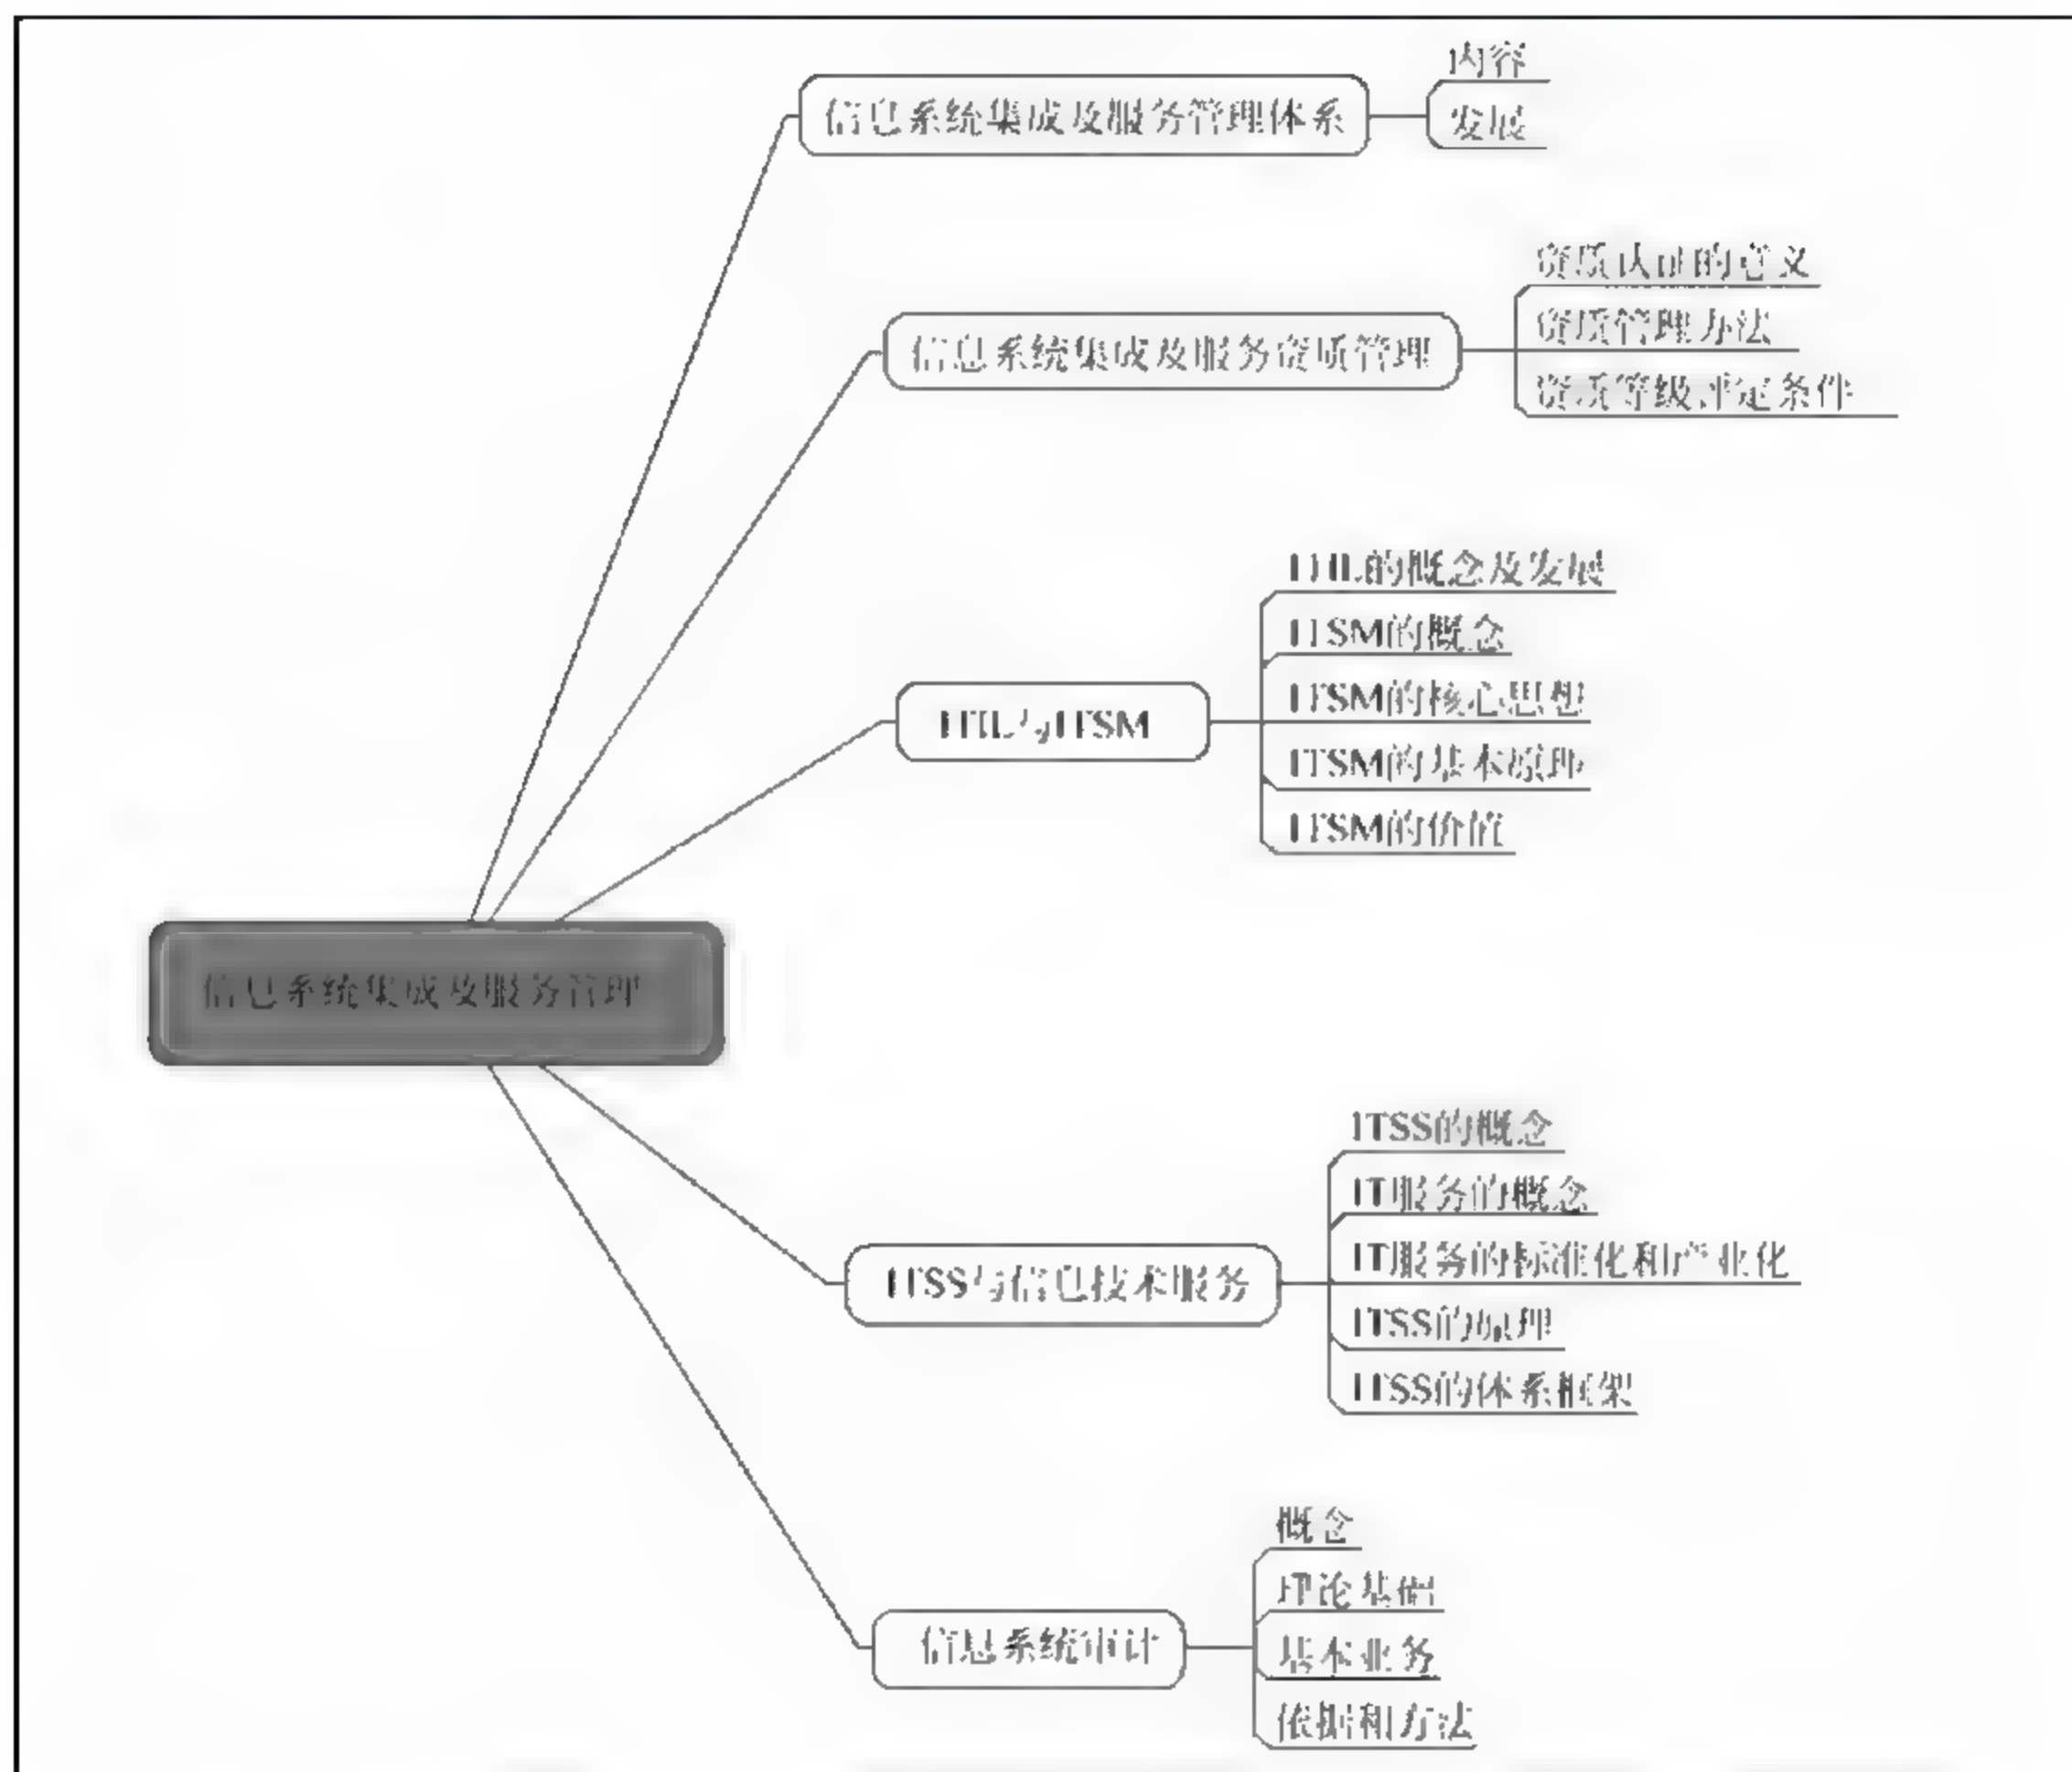 信息系统集成及服务管理体系
内容
发展
信息系统集成及服务资质管理
资质认证的意义
资质管理办法
资质等级评定条件
ITIL与ITSM
ITIL的概念及发展
ITSM的概念
ITSM的核心思想
ITSM的基本原理
ITSM的价值
信息系统集成及服务管理
ITSS与信息技术服务
ITSS的概念
IT服务的概念
IT服务的标准化和产业化
ITSS的原理
ITSS的体系框架
信息系统审计
概念
理论基础
基本业务
依据和方法